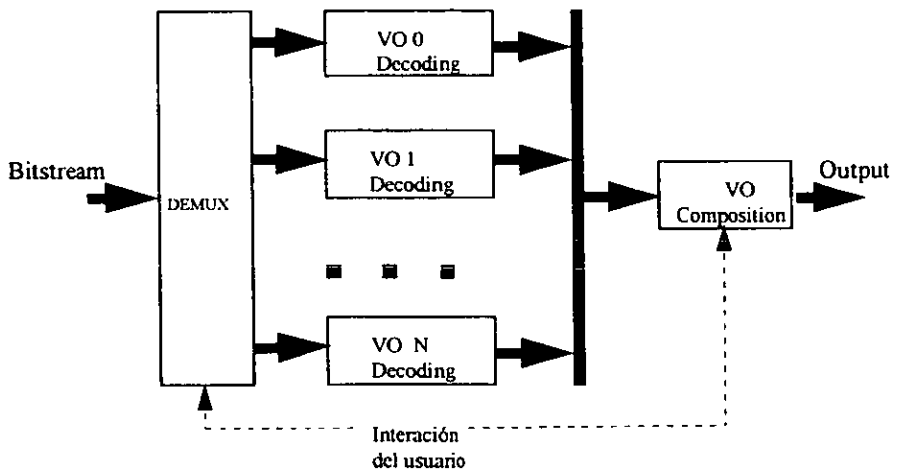 VO 0
Decoding
VO 1
Decoding
Bitstream
DEMUX
VO
Composition
Output
VO N
Decoding
Interación
del usuario